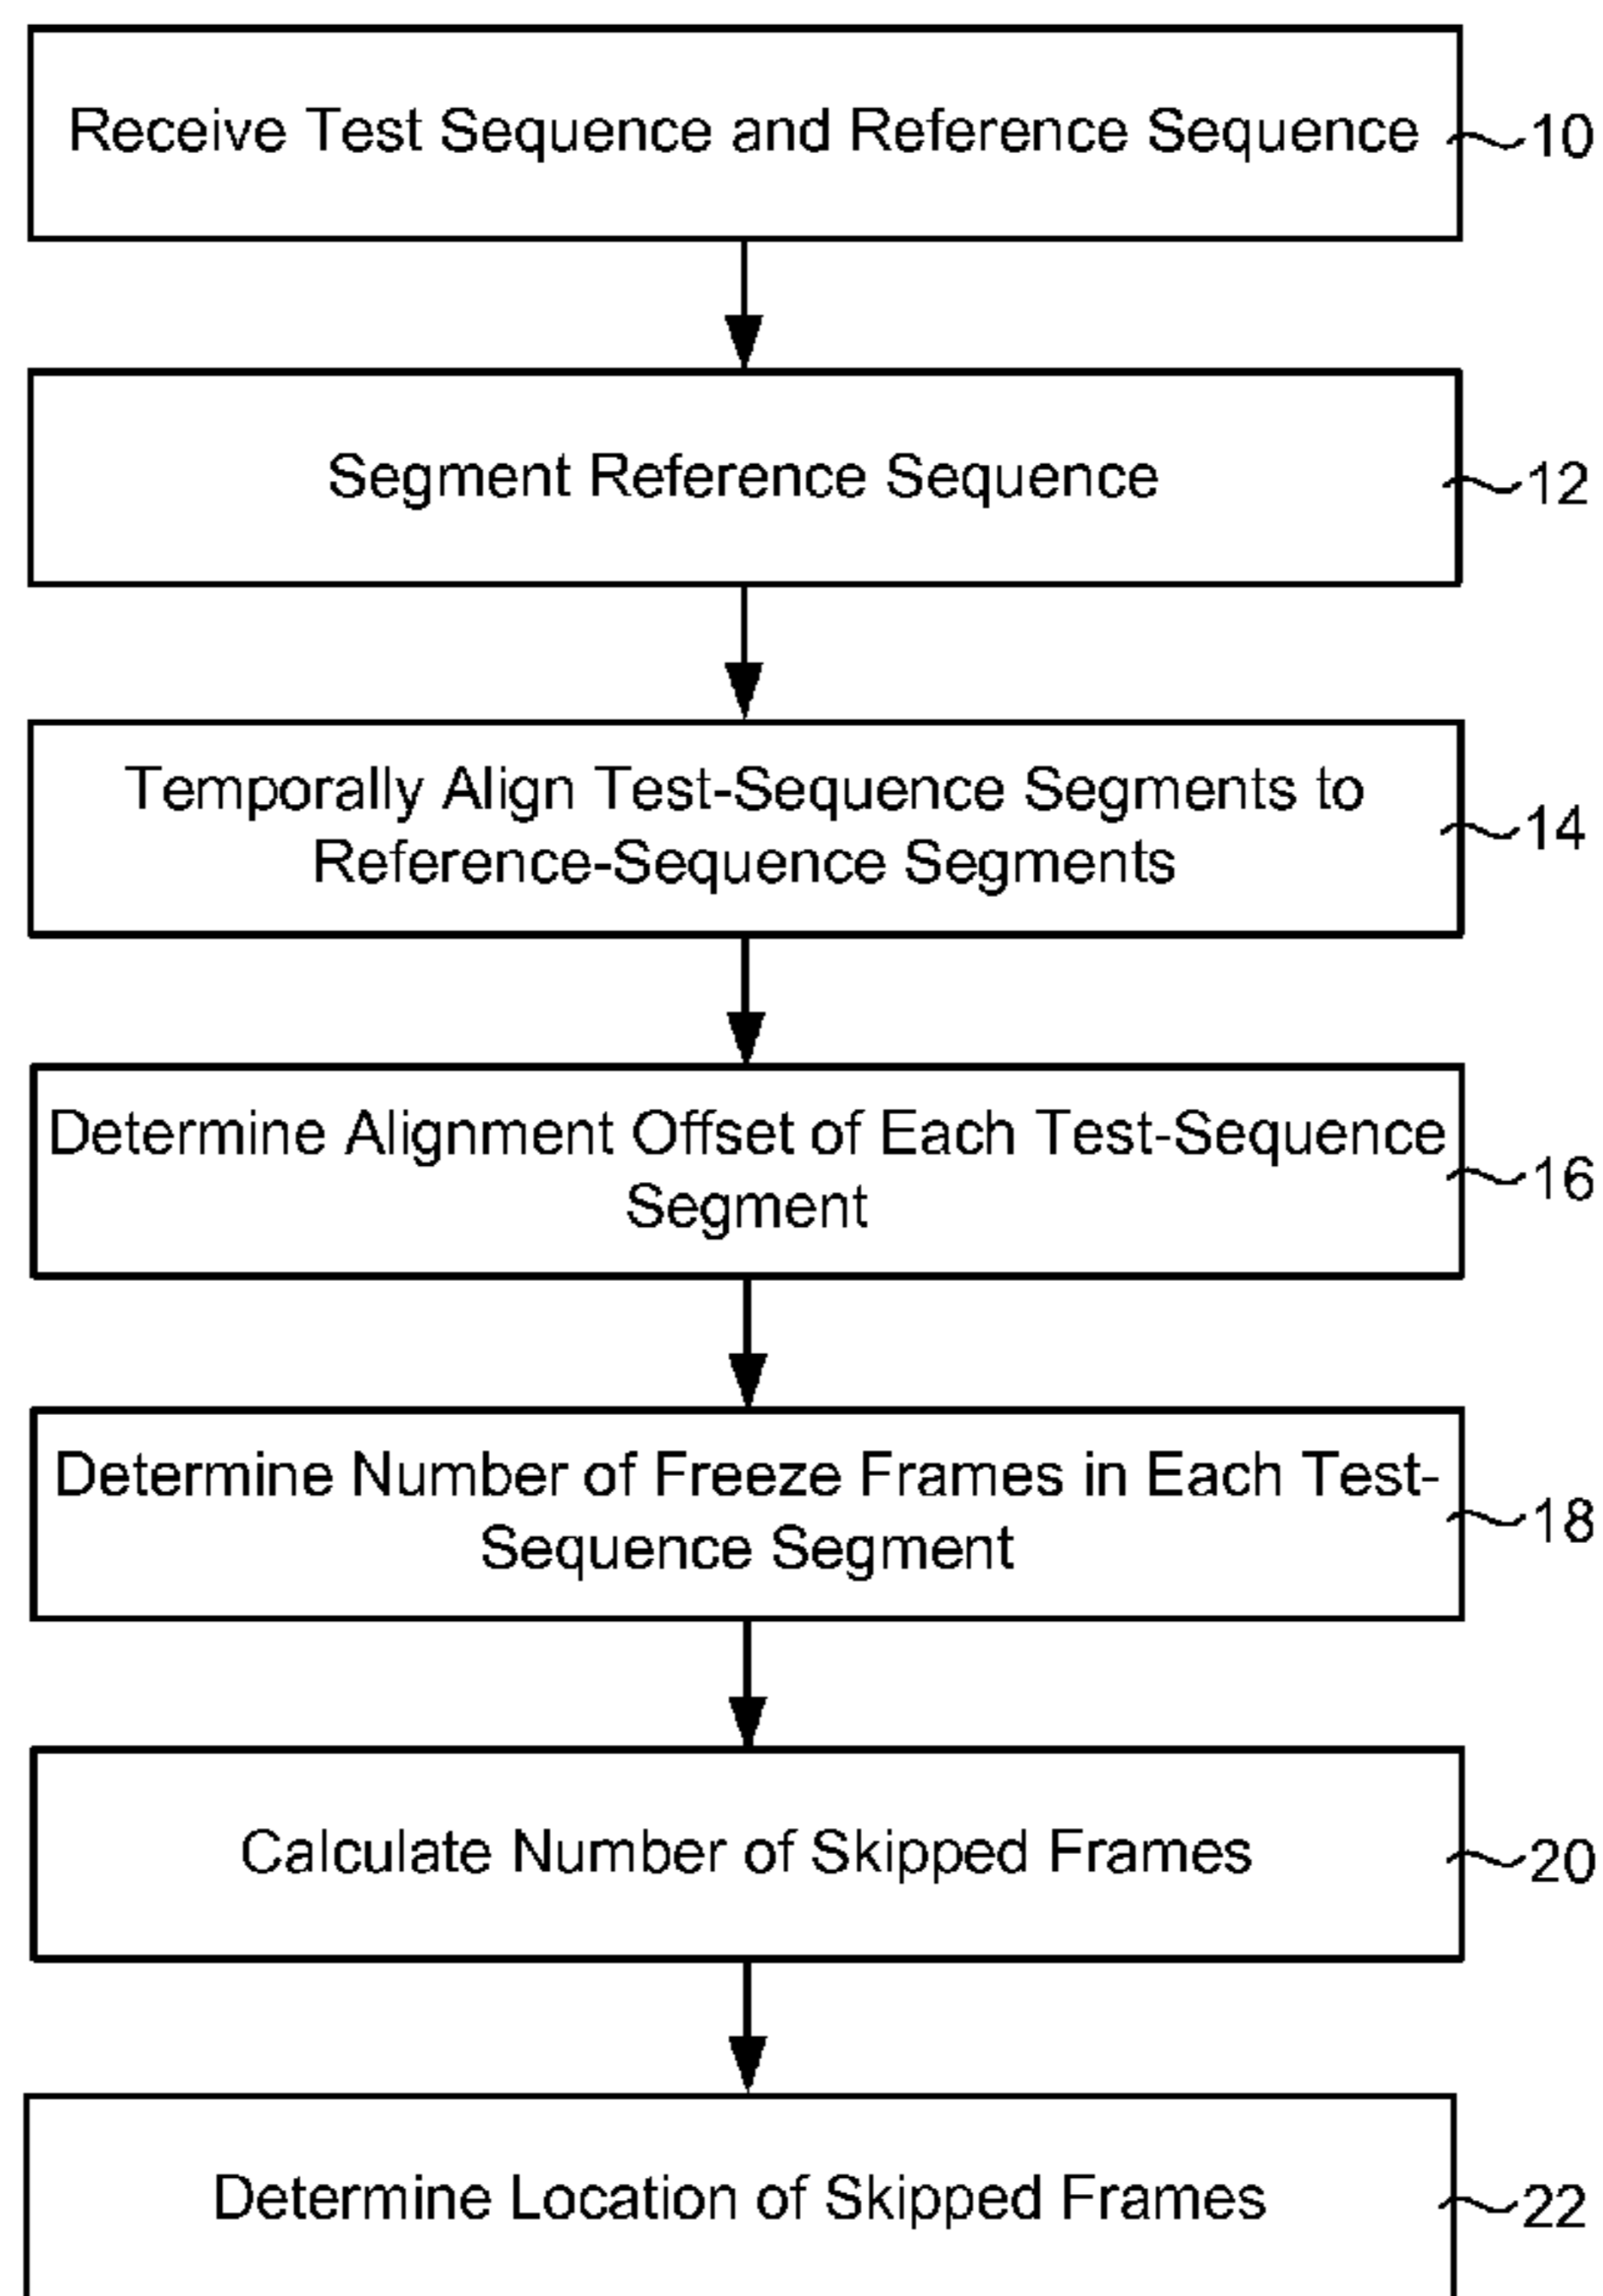 Receive Test Sequence and Reference Sequence
10
Segment Reference Sequence
12
Temporally Align Test-Sequence Segments to
Reference-Sequence Segments
14
Determine Alignment Offset of Each Test-Sequence
Segment
16
Determine Number of Freeze Frames in Each Test-
Sequence Segment
18
Calculate Number of Skipped Frames
20
Determine Location of Skipped Frames
22